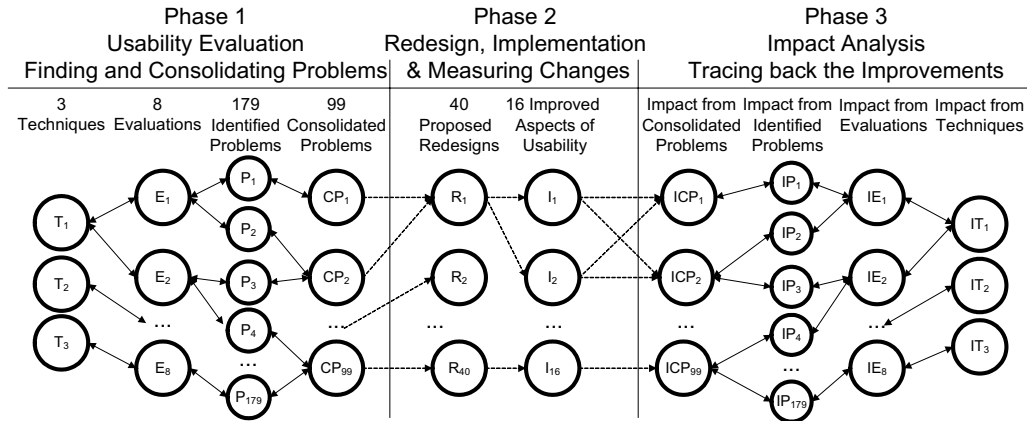 Phase 1
Usability Evaluation
Finding and Consolidating Problems
Phase 2
Redesign, Implementation
& Measuring Changes
Phase 3
Impact Analysis
Tracing back the Improvements
3
Techniques
8
Evaluations
179
Identified
Problems
99
Consolidated
Problems
40
Proposed
Redesigns
16 Improved
Aspects of
Usability
Impact from
Consolidated
Problems
Impact from
Identified
Problems
Impact from
Evaluations
Impact from
Techniques
T1
T2
T3
E1
E2
...
E8
P1
P2
P3
P4
...
P179
CP1
CP2
...
CP99
R1
R2
...
R40
I1
I2
...
I16
ICP1
ICP2
...
ICP99
IP1
IP2
IP3
IP4
...
IP179
IE1
IE2
...
IE8
IT1
IT2
IT3